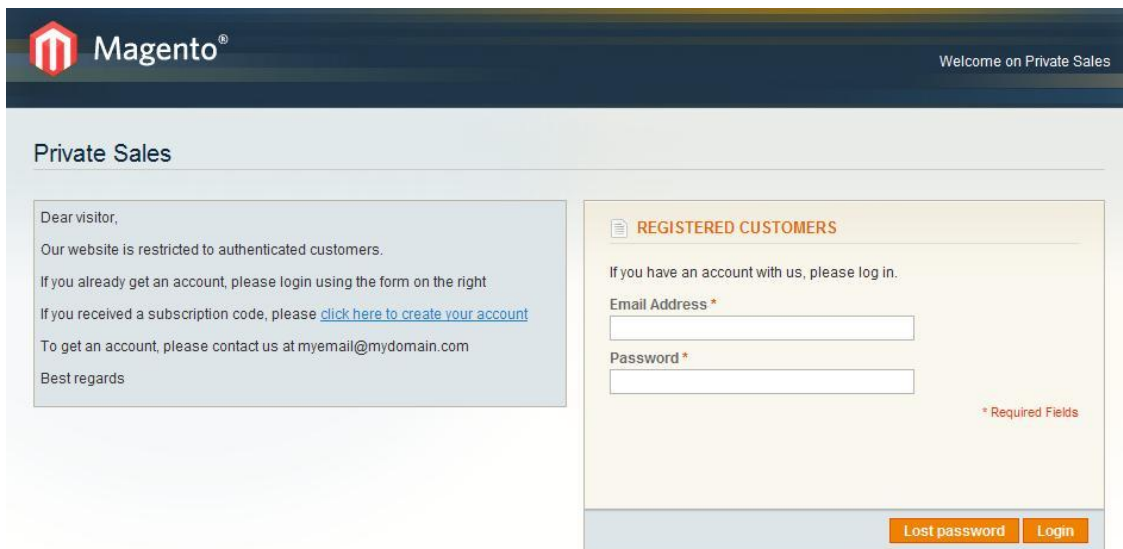 Magento®
Welcome on Private Sales
Private Sales
Dear visitor,
Our website is restricted to authenticated customers.
If you already get an account, please login using the form on the right
If you received a subscription code, please click here to create your account
To get an account, please contact us at myemail@mydomain.com
Best regards
REGISTERED CUSTOMERS
If you have an account with us, please log in.
Email Address *
Password *
* Required Fields
Lost password Login